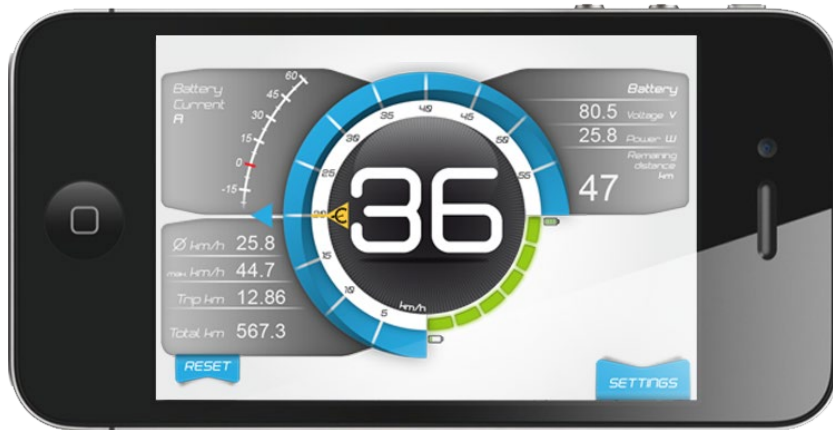 Battery
Current
A
60
45
30
15
0
-15
5
10
15
20
25
30
35
40
45
50
55
36
km/h
Battery
80.5 Voltage V
25.8 Power W
Remaining
distance
km
47
Ø km/h 25.8
max km/h 44.7
Trip km 12.86
Total km 567.3
RESET
SETTINGS